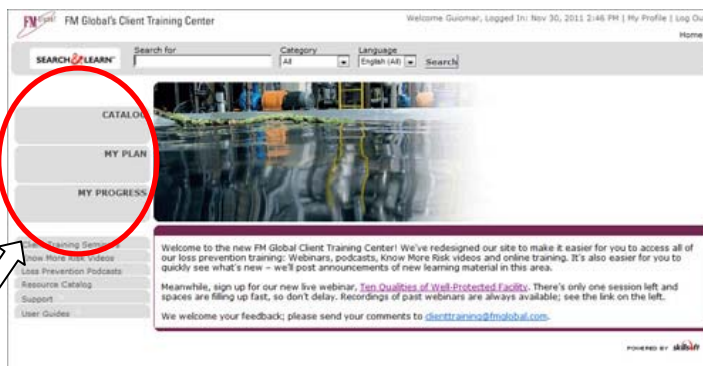 FM Global FM Global's Client Training Center
Welcome Guiomar, Logged In: Nov 30, 2011 2:46 PM | My Profile | Log Ou
Home
SEARCH & LEARN
Search for Category Language
All English (All) Search
CATALOG
MY PLAN
MY PROGRESS
Client Training Seminars
Know More Risk Videos
Loss Prevention Podcasts
Resource Catalog
Support
User Guides
Welcome to the new FM Global Client Training Center! We've redesigned our site to make it easier for you to access all of
our loss prevention training: Webinars, podcasts, Know More Risk videos and online training. It's also easier for you to
quickly see what's new – we'll post announcements of new learning material in this area.
Meanwhile, sign up for our new live webinar, Ten Qualities of Well-Protected Facility. There's only one session left and
spaces are filling up fast, so don't delay. Recordings of past webinars are always available; see the link on the left.
We welcome your feedback; please send your comments to clienttraining@fmglobal.com.
POWERED BY skillsoft